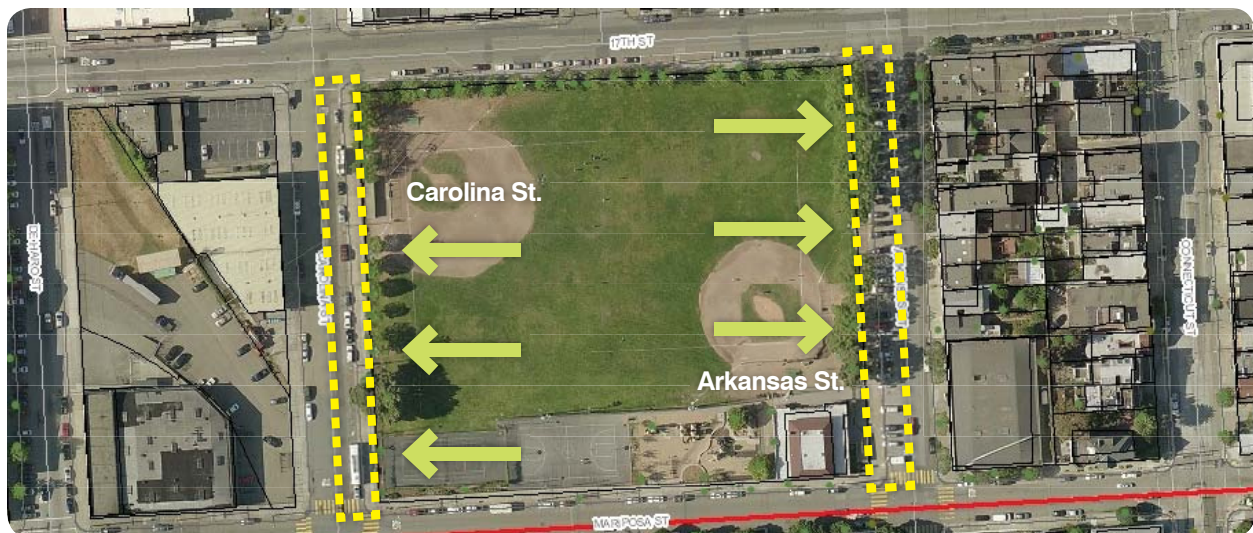 17TH ST
Carolina St.
DE HARO ST
CONNECTICUT ST
Arkansas St.
MARIPOSA ST